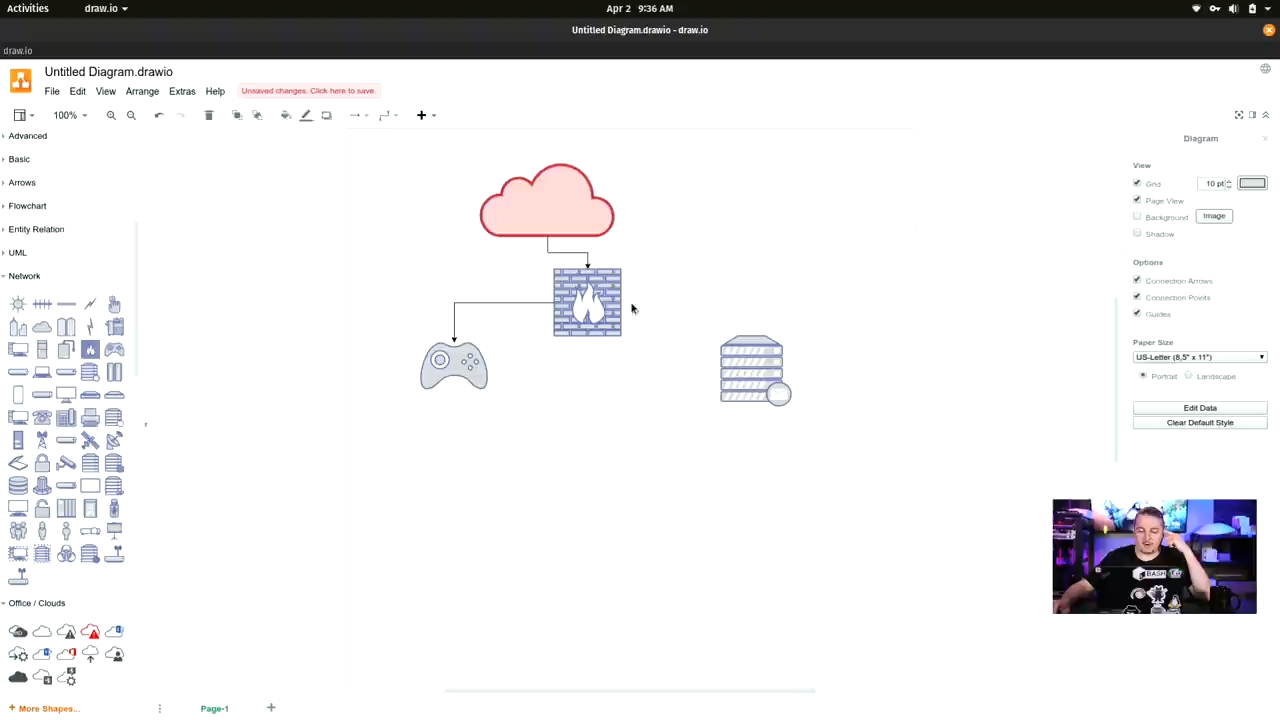 Activities
draw.io
Apr 2 9:36 AM
Untitled Diagram.drawio - draw.io
draw.io
Untitled Diagram.drawio
File Edit View Arrange Extras Help
Unsaved changes. Click here to save.
100%
Advanced
Basic
Arrows
Flowchart
Entity Relation
UML
Network
Office / Clouds
+ More Shapes...
Page-1
Diagram
View
Grid
10 pt
Page View
Background
Image
Shadow
Options
Connection Arrows
Connection Points
Guides
Paper Size
US-Letter (8,5" x 11")
Portrait
Landscape
Edit Data
Clear Default Style
BASH